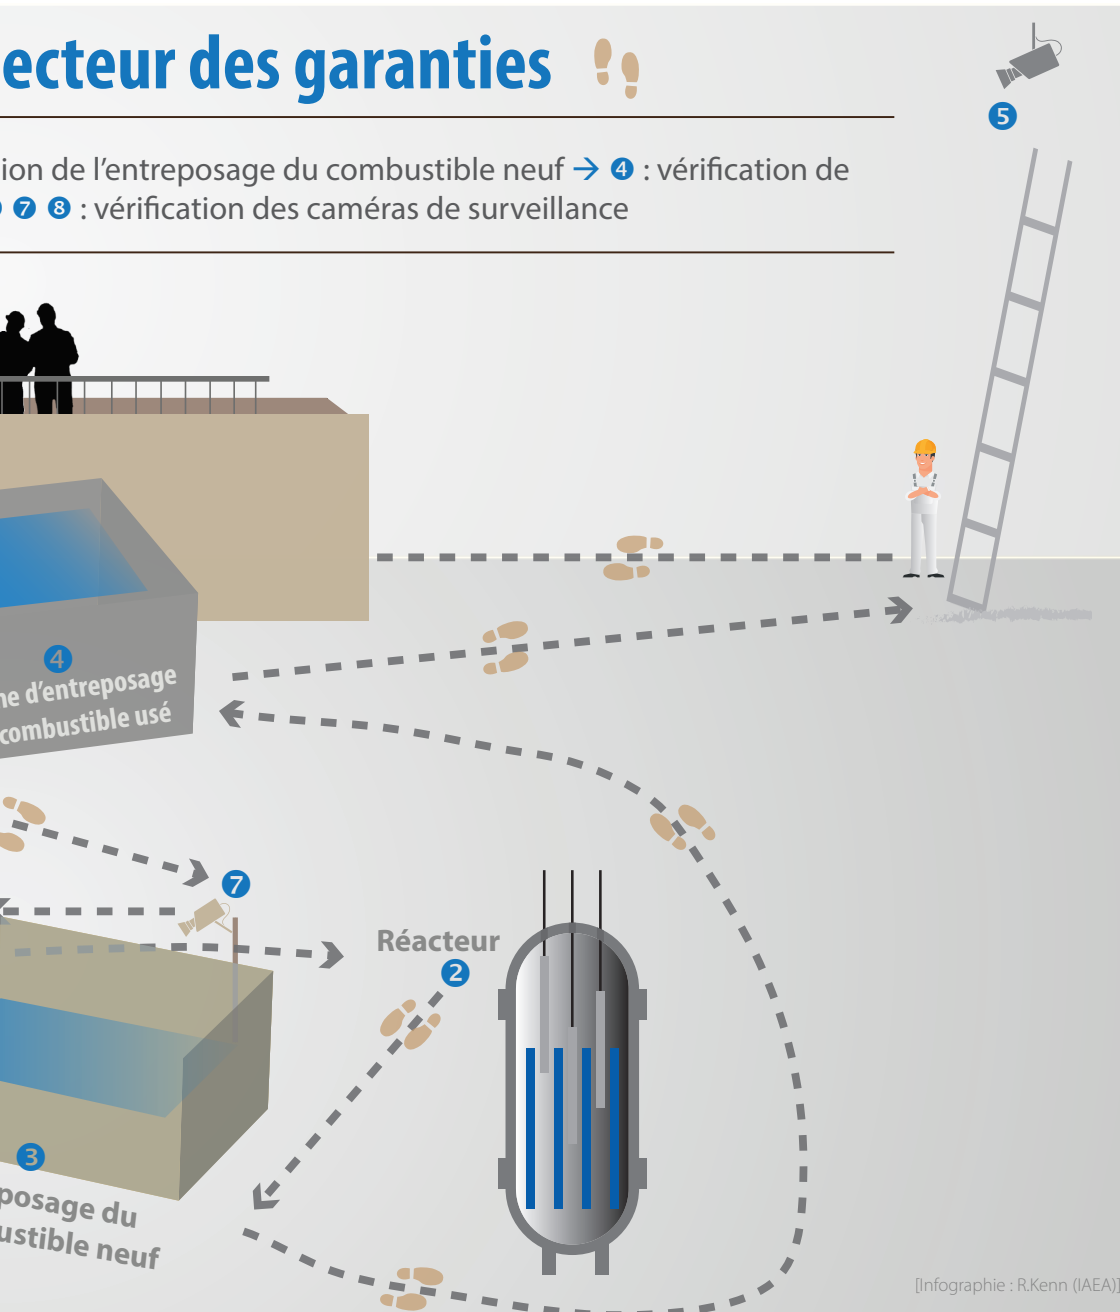 ecteur des garanties
5
ion de l’entreposage du combustible neuf → 4 : vérification de
7 8 : vérification des caméras de surveillance
4
ne d’entreposage
combustible usé
7
Réacteur
2
3
posage du
ustible neuf
[Infographie : R.Kenn (IAEA)]